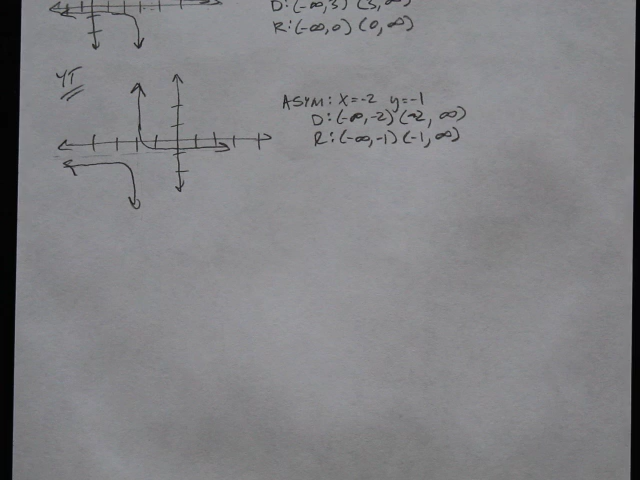 D: (-∞, 3) (3, ∞)
R: (-∞, 0) (0, ∞)
YT
ASYM: X=-2 y=-1
D: (-∞, -2) (-2, ∞)
R: (-∞, -1) (-1, ∞)